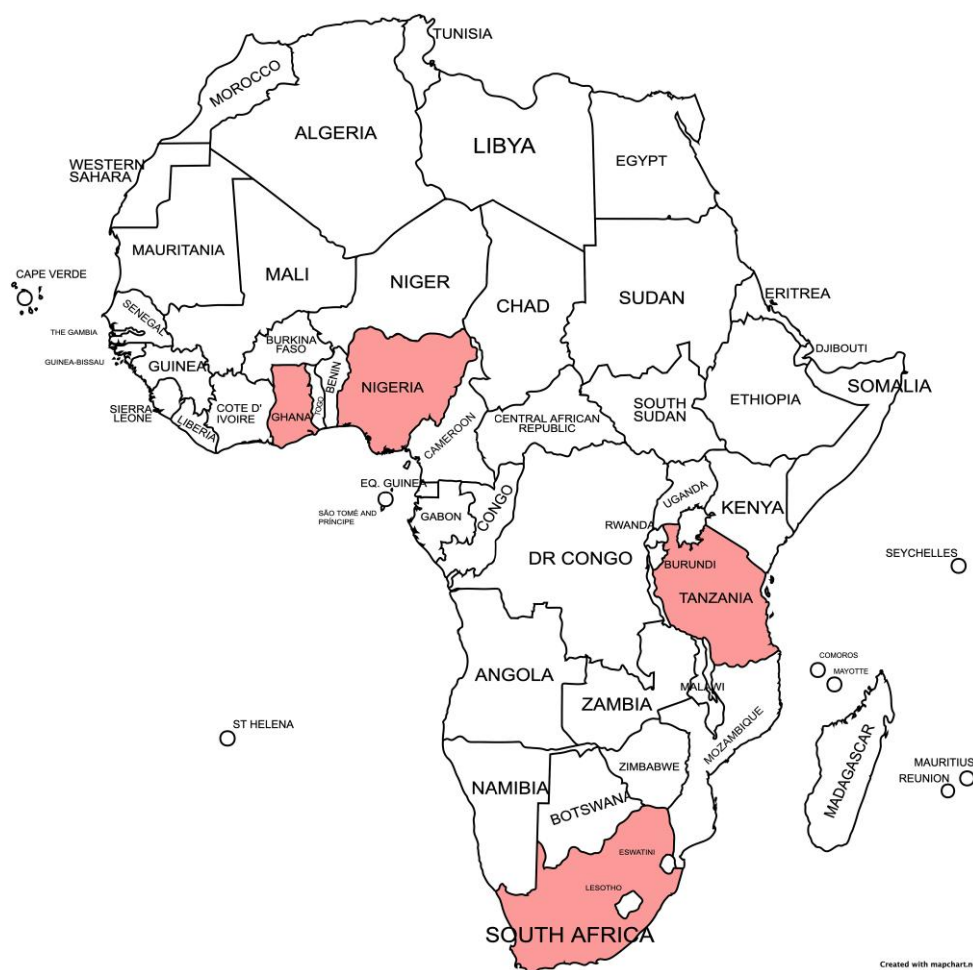 TUNISIA
MOROCCO
ALGERIA
LIBYA
EGYPT
WESTERN
SAHARA
MAURITANIA
MALI
NIGER
CHAD
SUDAN
ERITREA
CAPE VERDE
SENEGAL
THE GAMBIA
GUINEA-BISSAU
GUINEA
BURKINA
FASO
BENIN
NIGERIA
DJIBOUTI
SOMALIA
SIERRA
LEONE
LIBERIA
COTE D'
IVOIRE
GHANA
TOGO
CAMEROON
CENTRAL AFRICAN
REPUBLIC
SOUTH
SUDAN
ETHIOPIA
EQ. GUINEA
SÃO TOMÉ AND
PRÍNCIPE
GABON
CONGO
UGANDA
KENYA
RWANDA
DR CONGO
BURUNDI
TANZANIA
SEYCHELLES
ANGOLA
ZAMBIA
MALAWI
COMOROS
MAYOTTE
ST HELENA
MOZAMBIQUE
MADAGASCAR
ZIMBABWE
MAURITIUS
REUNION
NAMIBIA
BOTSWANA
ESWATINI
LESOTHO
SOUTH AFRICA
Created with mapchart.n